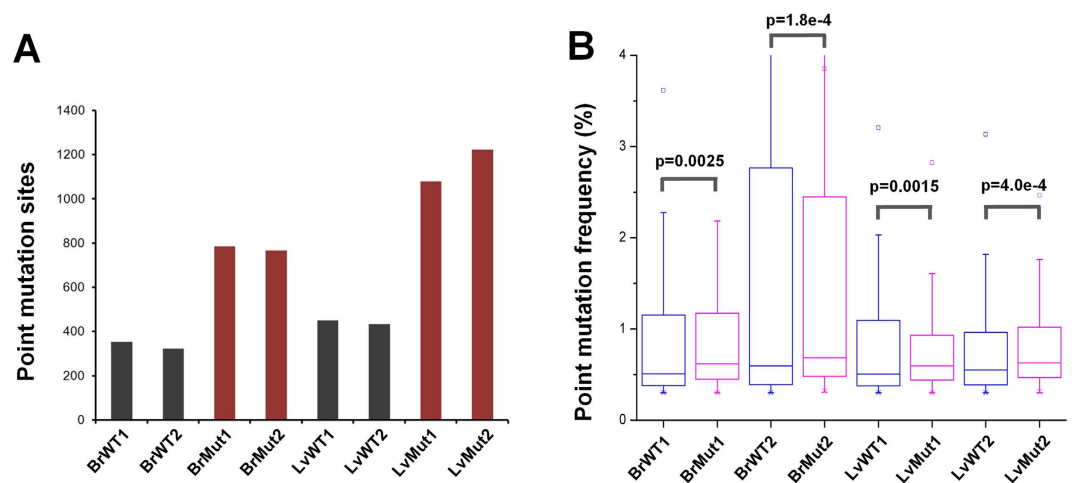 A
Point mutation sites
1400
1200
1000
800
600
400
200
0
BrWT1
BrWT2
BrMut1
BrMut2
LvWT1
LvWT2
LvMut1
LvMut2
B
Point mutation frequency (%)
4
3
2
1
0
p=0.0025
p=1.8e-4
p=0.0015
p=4.0e-4
BrWT1
BrMut1
BrWT2
BrMut2
LvWT1
LvMut1
LvWT2
LvMut2